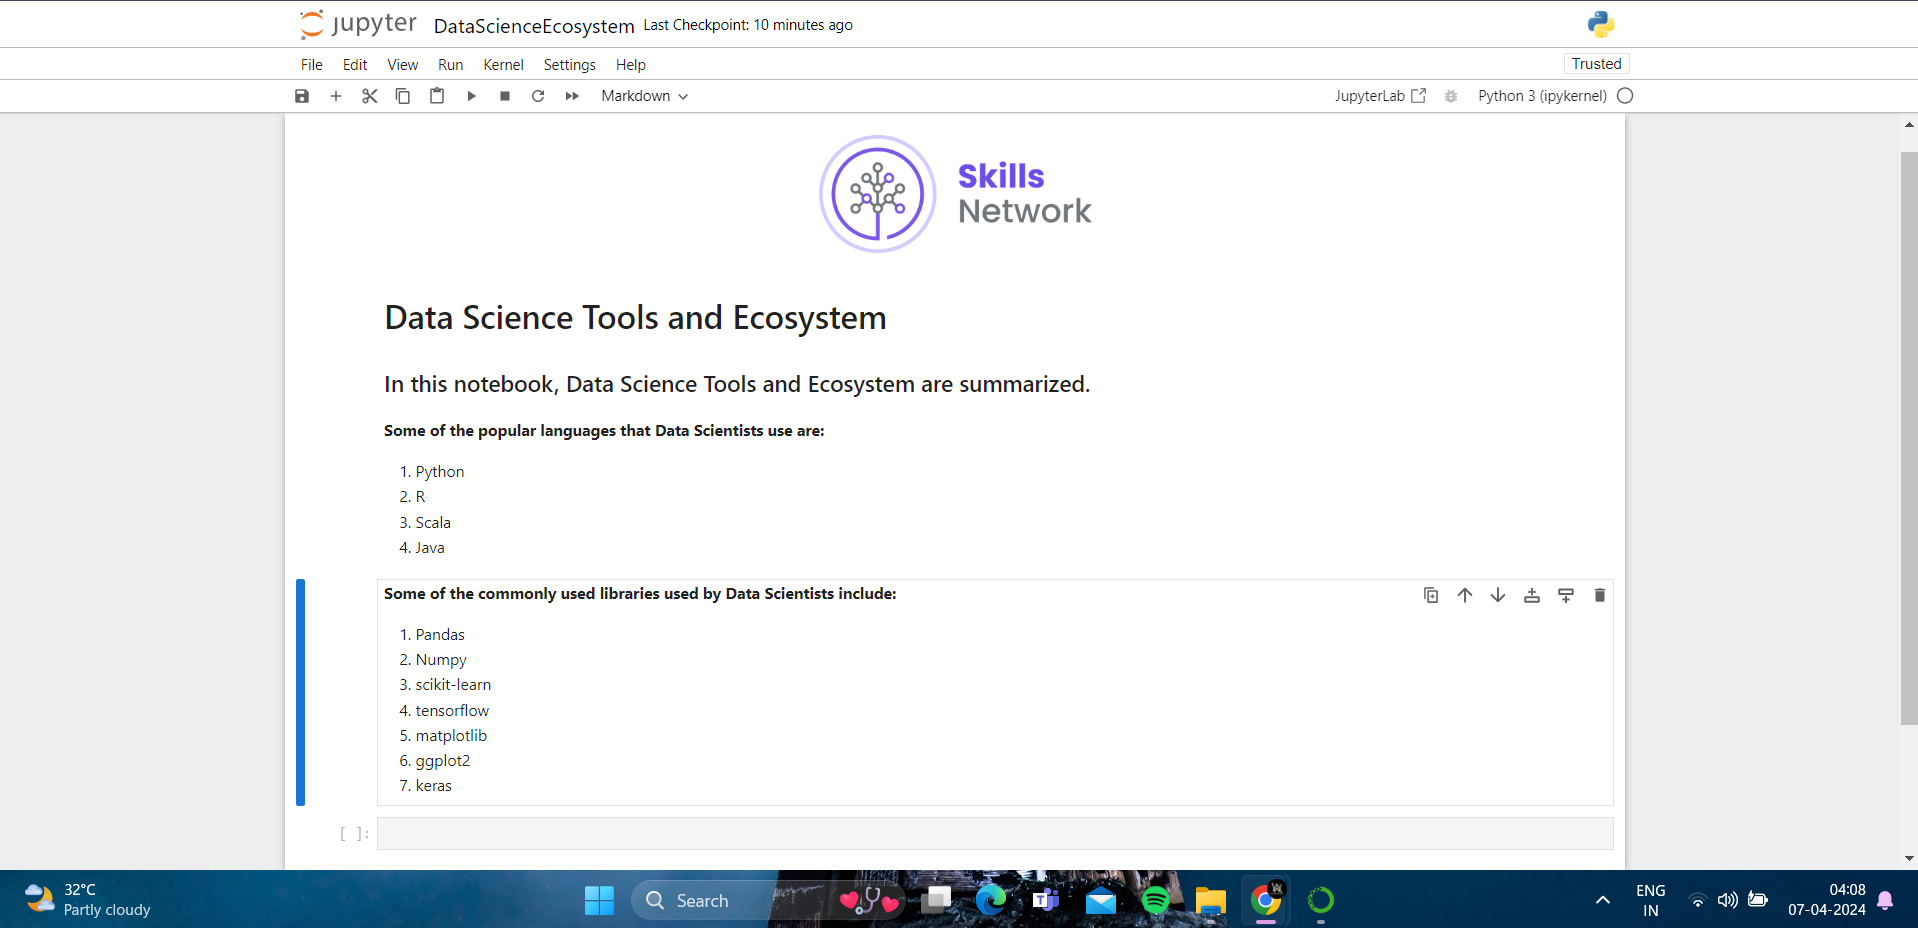 jupyter DataScienceEcosystem Last Checkpoint: 10 minutes ago
File Edit View Run Kernel Settings Help Trusted
Markdown JupyterLab Python 3 (ipykernel)
Skills
Network
Data Science Tools and Ecosystem
In this notebook, Data Science Tools and Ecosystem are summarized.
Some of the popular languages that Data Scientists use are:
1. Python
2. R
3. Scala
4. Java
Some of the commonly used libraries used by Data Scientists include:
1. Pandas
2. Numpy
3. scikit-learn
4. tensorflow
5. matplotlib
6. ggplot2
7. keras
[ ]:
32°C
Partly cloudy
Search
ENG
IN
04:08
07-04-2024